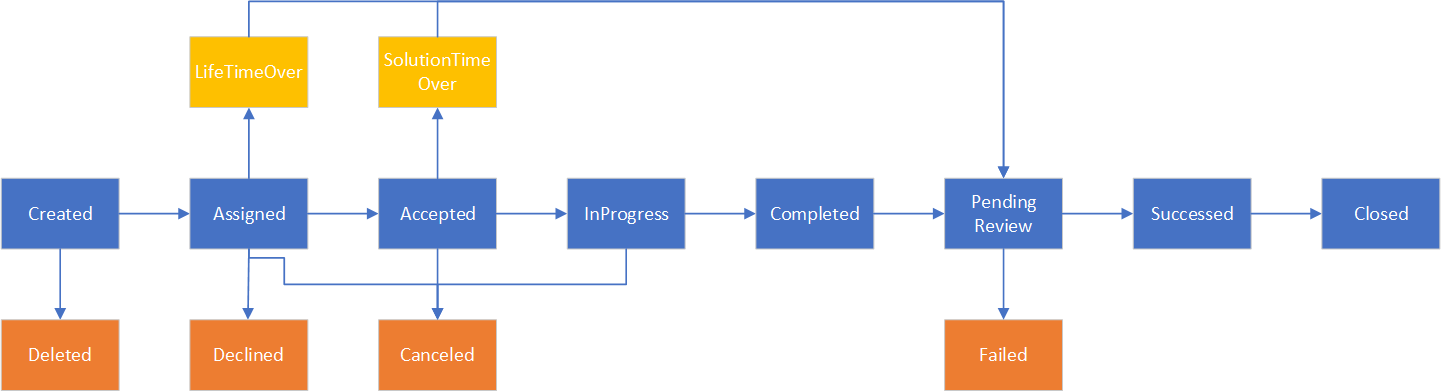 LifeTimeOver
SolutionTime
Over
Created
Assigned
Accepted
InProgress
Completed
Pending
Review
Successed
Closed
Deleted
Declined
Canceled
Failed